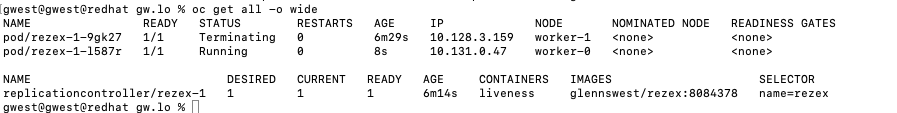 gwest@gwest@redhat gw.lo % oc get all -o wide
NAME READY STATUS RESTARTS AGE IP NODE NOMINATED NODE READINESS GATES
pod/rezex-1-9gk27 1/1 Terminating 0 6m29s 10.128.3.159 worker-1 <none> <none>
pod/rezex-1-l587r 1/1 Running 0 8s 10.131.0.47 worker-0 <none> <none>
NAME DESIRED CURRENT READY AGE CONTAINERS IMAGES SELECTOR
replicationcontroller/rezex-1 1 1 1 6m14s liveness glennswest/rezex:8084378 name=rezex
gwest@gwest@redhat gw.lo %